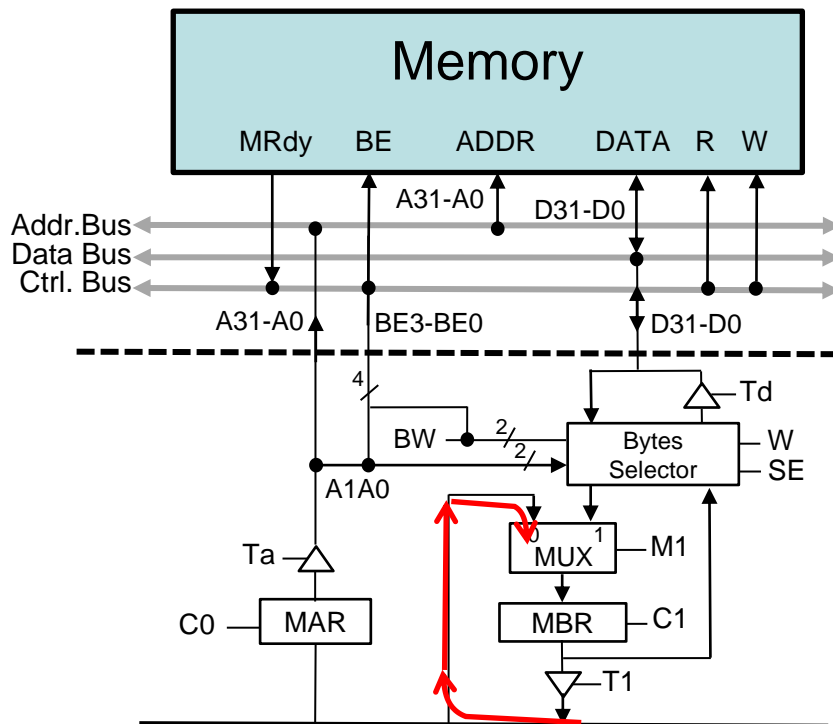 Memory
MRdy BE ADDR DATA R W
A31-A0
D31-D0
Addr.Bus
Data Bus
Ctrl. Bus
A31-A0 BE3-BE0 D31-D0
4
Td
BW 2
Bytes
Selector
W
2
SE
A1A0
0 1
MUX M1
Ta
C0 MAR
MBR C1
T1